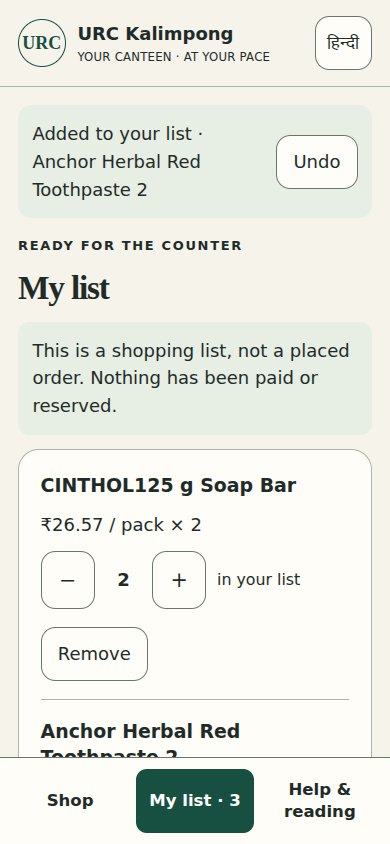 URC
URC Kalimpong
YOUR CANTEEN · AT YOUR PACE
हिन्दी
Added to your list ·
Anchor Herbal Red
Toothpaste 2
Undo
READY FOR THE COUNTER
My list
This is a shopping list, not a placed
order. Nothing has been paid or
reserved.
CINTHOL125 g Soap Bar
₹26.57 / pack × 2
− 2 + in your list
Remove
Anchor Herbal Red
Toothpaste 2
Shop
My list · 3
Help &
reading